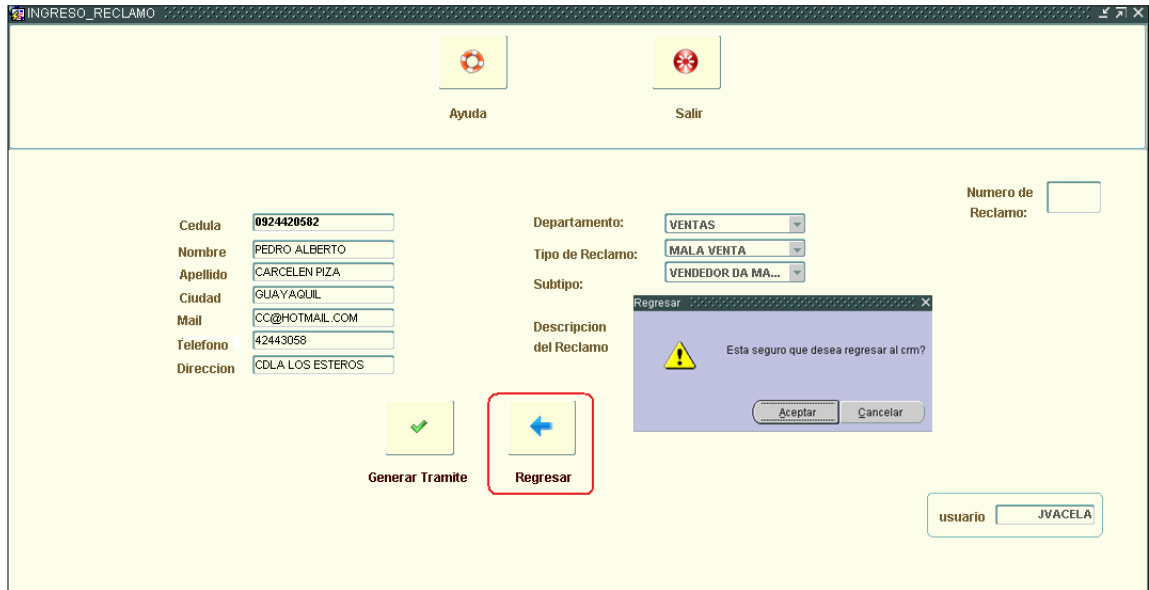 INGRESO_RECLAMO
Ayuda
Salir
Numero de
Reclamo:
Cedula 0924420582
Nombre PEDRO ALBERTO
Apellido CARCELEN PIZA
Ciudad GUAYAQUIL
Mail CC@HOTMAIL.COM
Telefono 42443058
Direccion CDLA LOS ESTEROS
Departamento: VENTAS
Tipo de Reclamo: MALA VENTA
Subtipo: VENDEDOR DA MA...
Descripcion
del Reclamo
Regresar
Esta seguro que desea regresar al crm?
Aceptar Cancelar
Generar Tramite
Regresar
usuario JVACELA